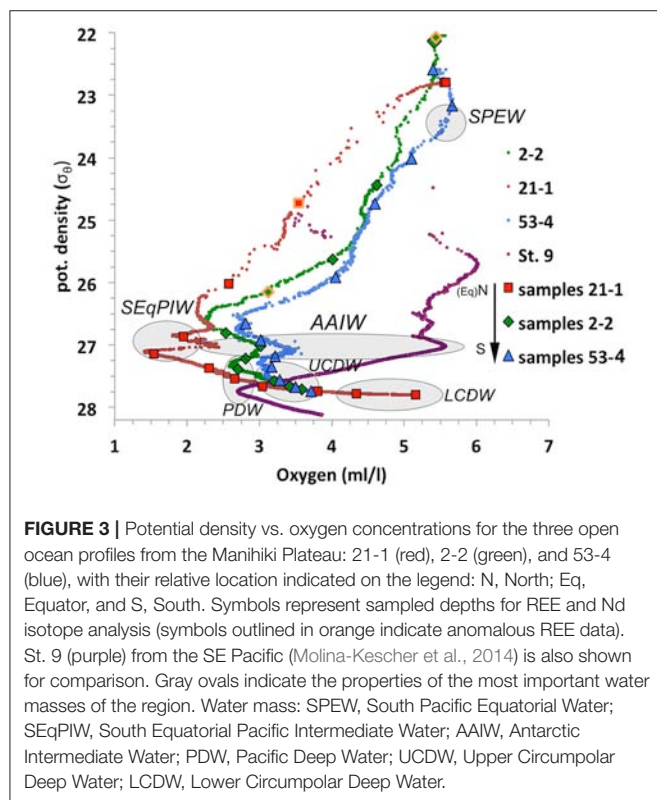 22
23
24
25
26
27
28
pot. density (σθ)
1 2 3 4 5 6 7
Oxygen (ml/l)
SPEW
SEqPIW
AAIW
UCDW
PDW
LCDW
2-2
21-1
53-4
St. 9
(Eq)N
samples 21-1
samples 2-2
S
samples 53-4
FIGURE 3 | Potential density vs. oxygen concentrations for the three open
ocean profiles from the Manihiki Plateau: 21-1 (red), 2-2 (green), and 53-4
(blue), with their relative location indicated on the legend: N, North; Eq,
Equator, and S, South. Symbols represent sampled depths for REE and Nd
isotope analysis (symbols outlined in orange indicate anomalous REE data).
St. 9 (purple) from the SE Pacific (Molina-Kescher et al., 2014) is also shown
for comparison. Gray ovals indicate the properties of the most important water
masses of the region. Water mass: SPEW, South Pacific Equatorial Water;
SEqPIW, South Equatorial Pacific Intermediate Water; AAIW, Antarctic
Intermediate Water; PDW, Pacific Deep Water; UCDW, Upper Circumpolar
Deep Water; LCDW, Lower Circumpolar Deep Water.